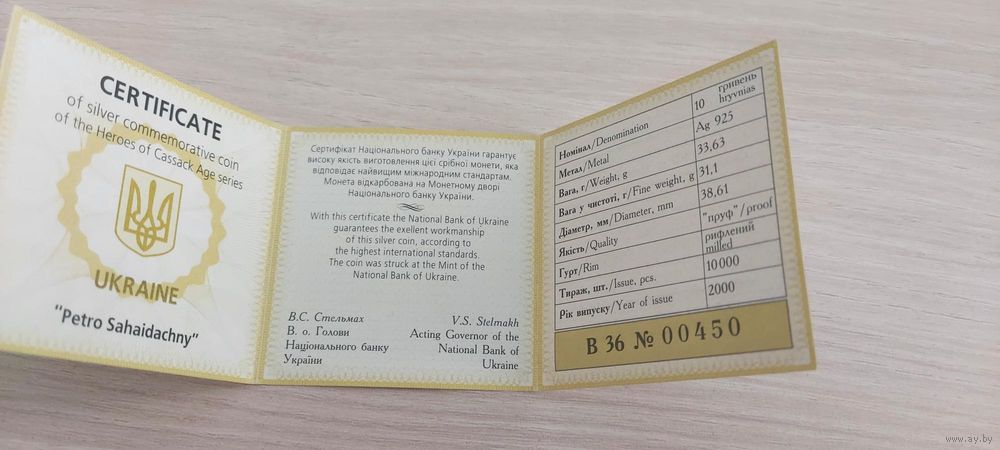 CERTIFICATE
of silver commemorative coin
of the Heroes of Cassack Age series
UKRAINE
"Petro Sahaidachny"
Сертифікат Національного банку України гарантує
високу якість виготовлення цієї срібної монети, яка
відповідає найвищим міжнародним стандартам.
Монета відкарбована на Монетному дворі
Національного банку України.
With this certificate the National Bank of Ukraine
guarantees the exellent workmanship
of this silver coin, according to
the highest international standards.
The coin was struck at the Mint of the
National Bank of Ukraine.
В.С. Стельмах
В. о. Голови
Національного банку
України
V.S. Stelmakh
Acting Governor of the
National Bank of
Ukraine
Номінал/Denomination 10 гривень hryvnias
Метал/Metal Ag 925
Вага, г/Weight, g 33,63
Вага у чистоті, г/Fine weight, g 31,1
Діаметр, мм/Diameter, mm 38,61
Якість/Quality "пруф"/proof
Гурт/Rim рифлений milled
Тираж, шт./Issue, pcs. 10000
Рік випуску/Year of issue 2000
В 36 № 00450
www.ay.by